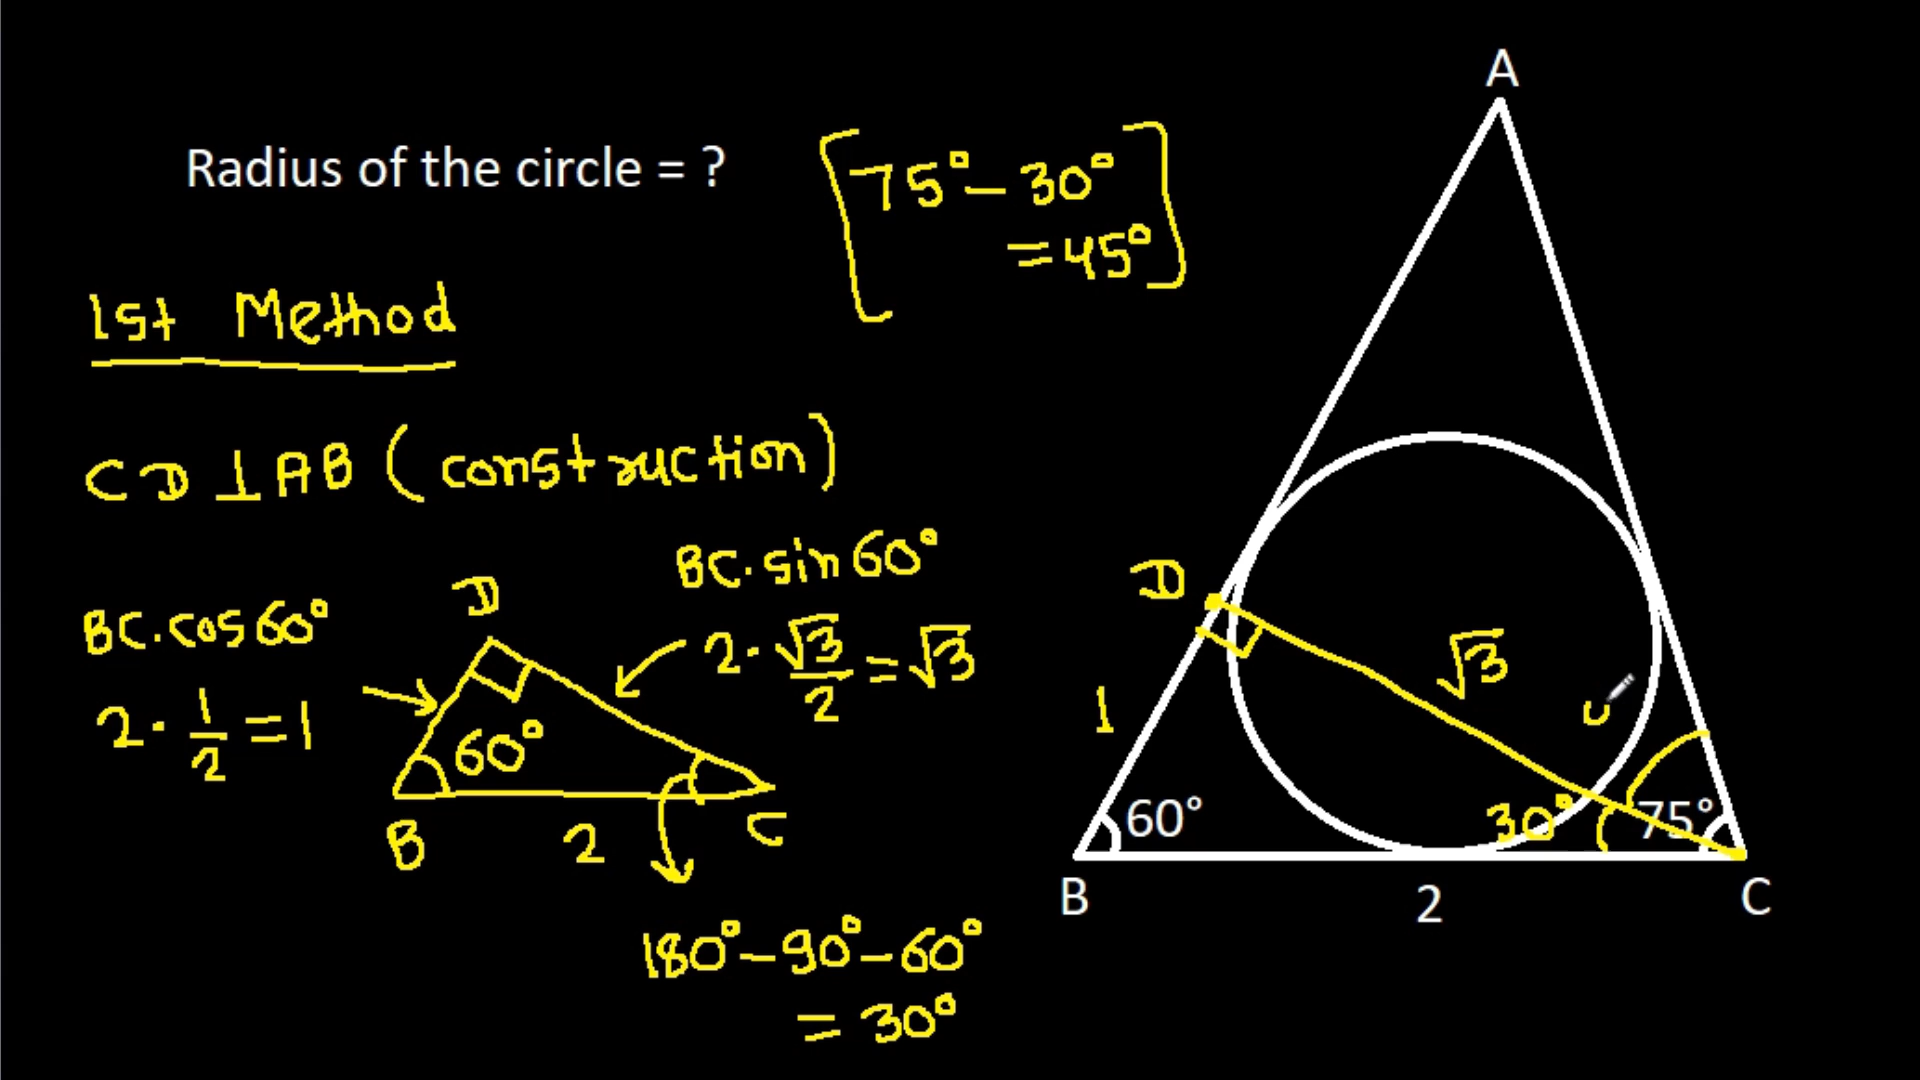 Radius of the circle = ?
[75° - 30°
= 45°]
1st Method
CD ⊥ AB (construction)
BC. sin 60°
2 · √3/2 = √3
BC. cos 60°
2 · 1/2 = 1
D
60°
B
2
C
180° - 90° - 60°
= 30°
A
D
√3
1
60°
30°
75°
B
2
C